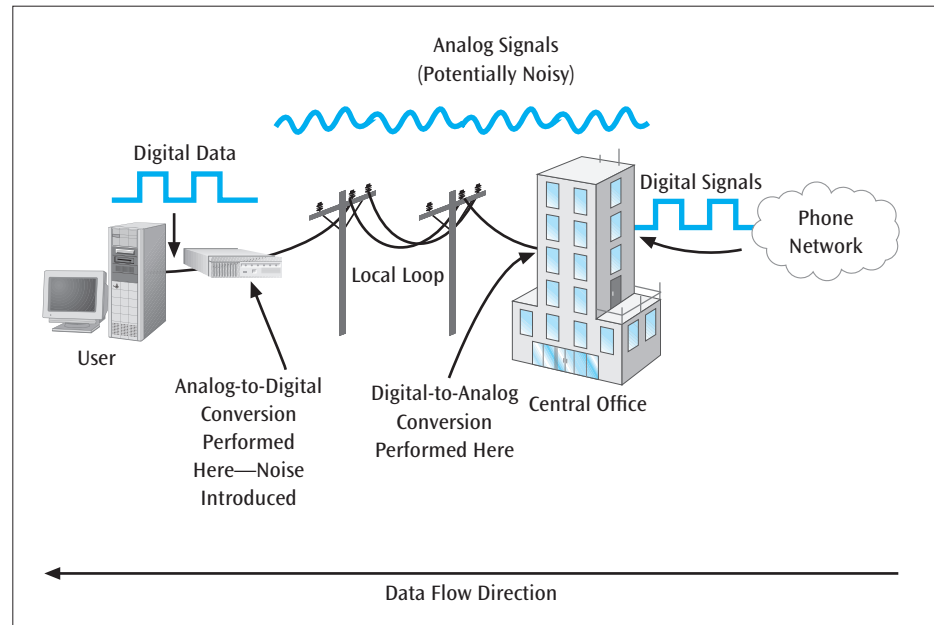 Analog Signals
(Potentially Noisy)
Digital Data
Digital Signals
Phone
Network
Local Loop
User
Analog-to-Digital
Conversion
Performed
Here—Noise
Introduced
Digital-to-Analog
Conversion
Performed Here
Central Office
Data Flow Direction